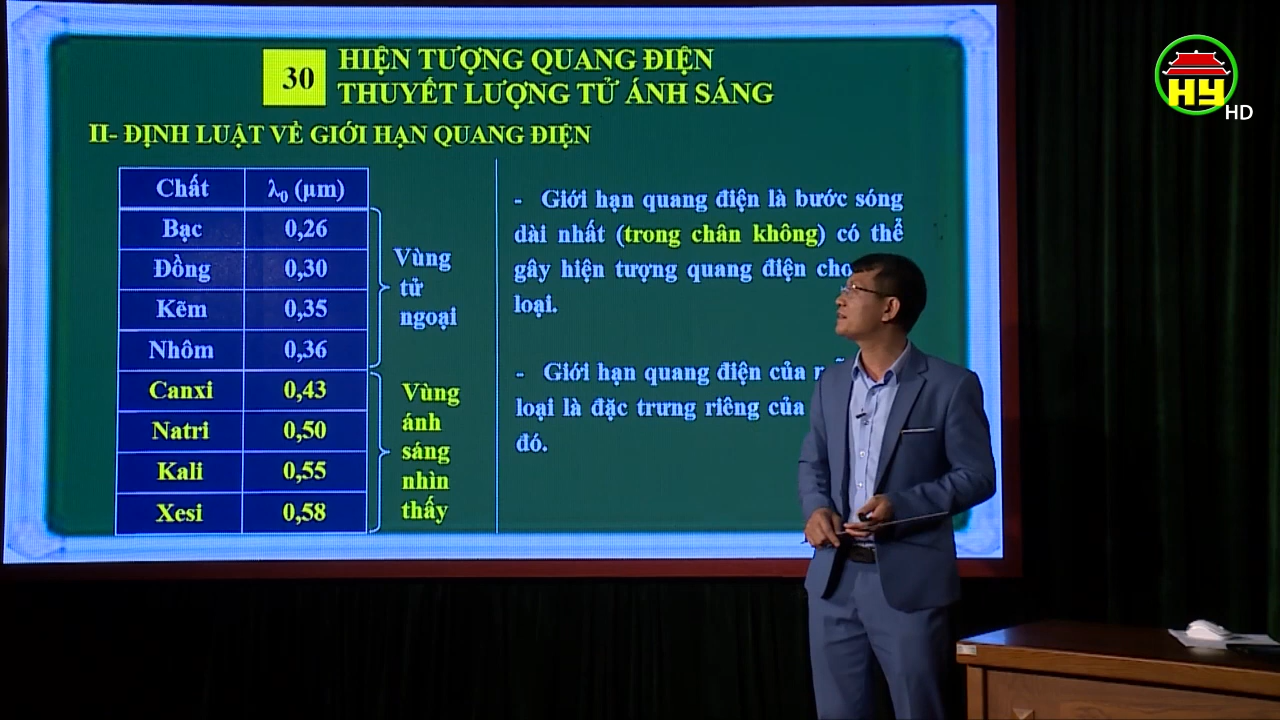 30
HIỆN TƯỢNG QUANG ĐIỆN
THUYẾT LƯỢNG TỬ ÁNH SÁNG
II- ĐỊNH LUẬT VỀ GIỚI HẠN QUANG ĐIỆN
Chất λ₀ (µm)
Bạc 0,26
Đồng 0,30
Kẽm 0,35
Nhôm 0,36
Canxi 0,43
Natri 0,50
Kali 0,55
Xesi 0,58
Vùng
tử
ngoại
Vùng
ánh
sáng
nhìn
thấy
- Giới hạn quang điện là bước sóng
dài nhất (trong chân không) có thể
gây hiện tượng quang điện cho
loại.
- Giới hạn quang điện của
loại là đặc trưng riêng của
đó.
HY
HD